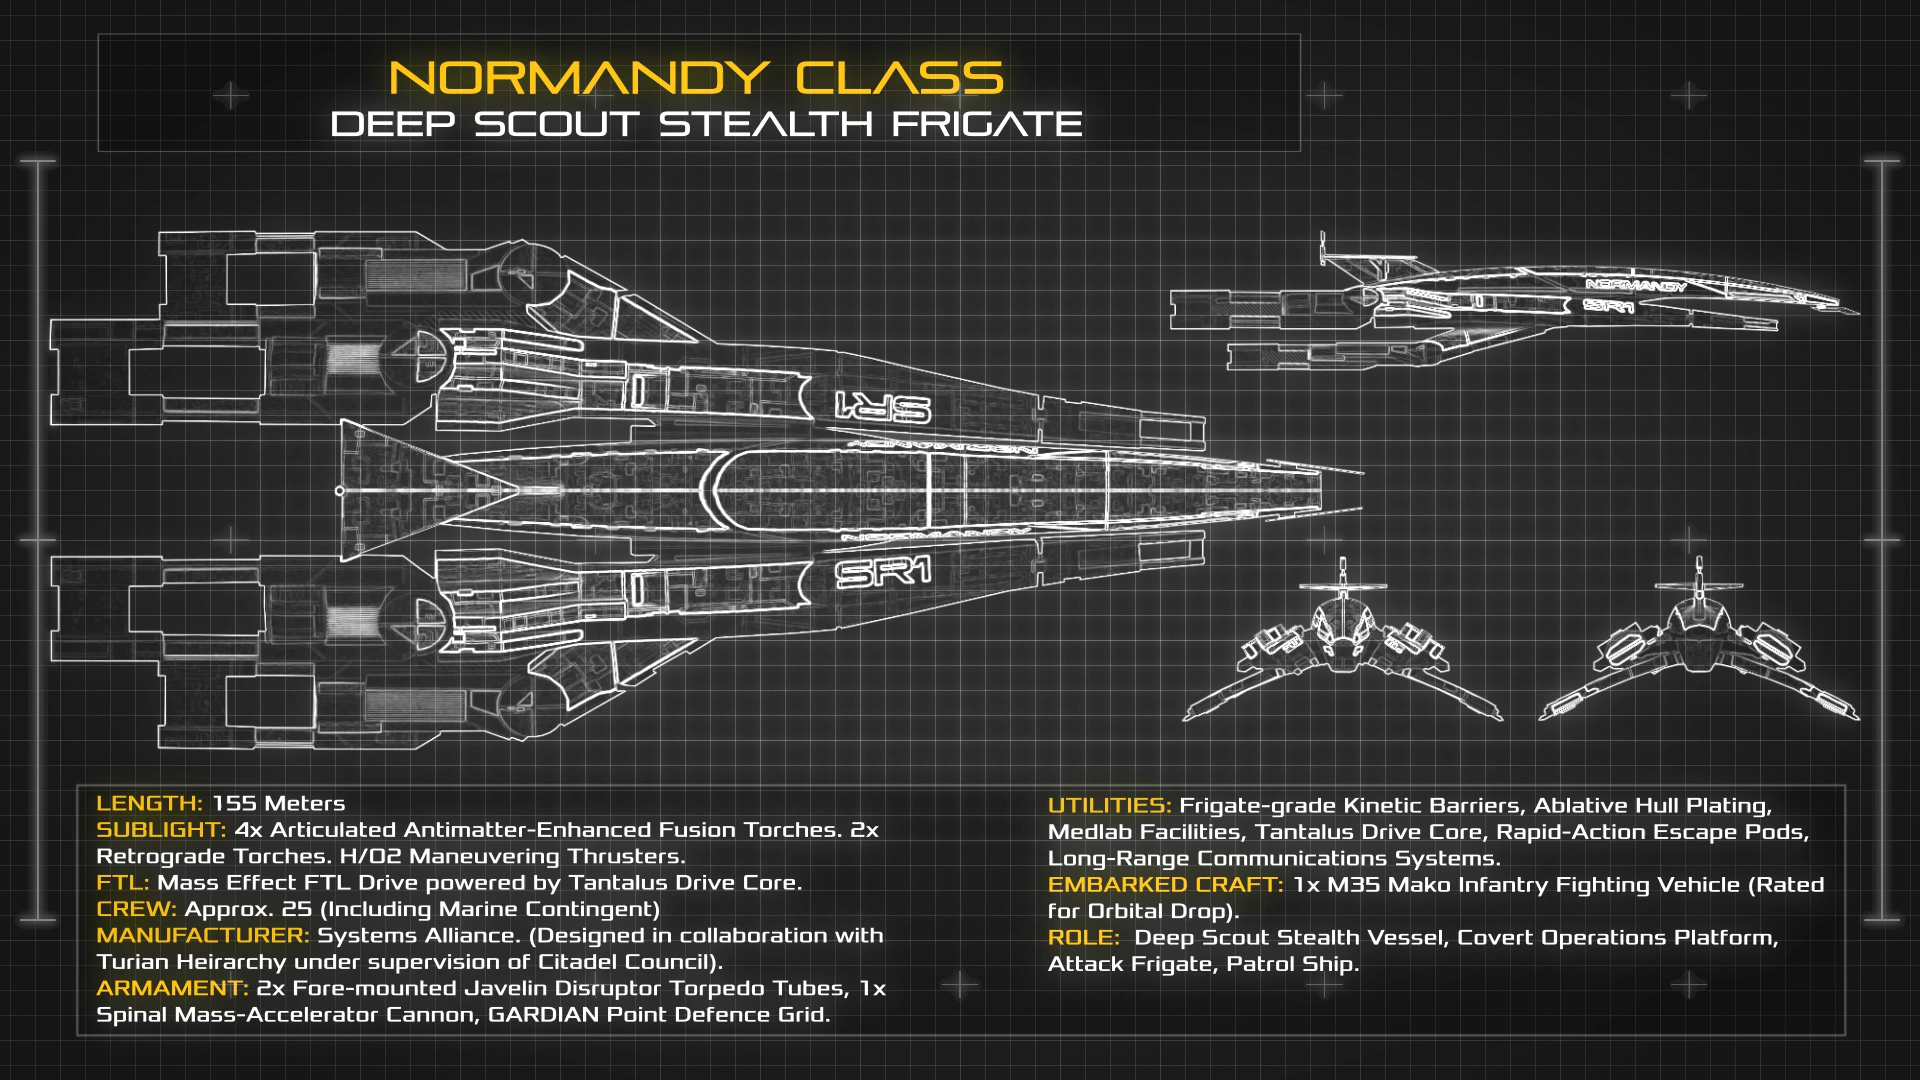 NORMANDY CLASS
DEEP SCOUT STEALTH FRIGATE
NORMANDY
SR1
SR1
NORMANDY
NORMANDY
SR1
LENGTH: 155 Meters
SUBLIGHT: 4x Articulated Antimatter-Enhanced Fusion Torches. 2x
Retrograde Torches. H/O2 Maneuvering Thrusters.
FTL: Mass Effect FTL Drive powered by Tantalus Drive Core.
CREW: Approx. 25 (Including Marine Contingent)
MANUFACTURER: Systems Alliance. (Designed in collaboration with
Turian Heirarchy under supervision of Citadel Council).
ARMAMENT: 2x Fore-mounted Javelin Disruptor Torpedo Tubes, 1x
Spinal Mass-Accelerator Cannon, GARDIAN Point Defence Grid.
UTILITIES: Frigate-grade Kinetic Barriers, Ablative Hull Plating,
Medlab Facilities, Tantalus Drive Core, Rapid-Action Escape Pods,
Long-Range Communications Systems.
EMBARKED CRAFT: 1x M35 Mako Infantry Fighting Vehicle (Rated
for Orbital Drop).
ROLE: Deep Scout Stealth Vessel, Covert Operations Platform,
Attack Frigate, Patrol Ship.